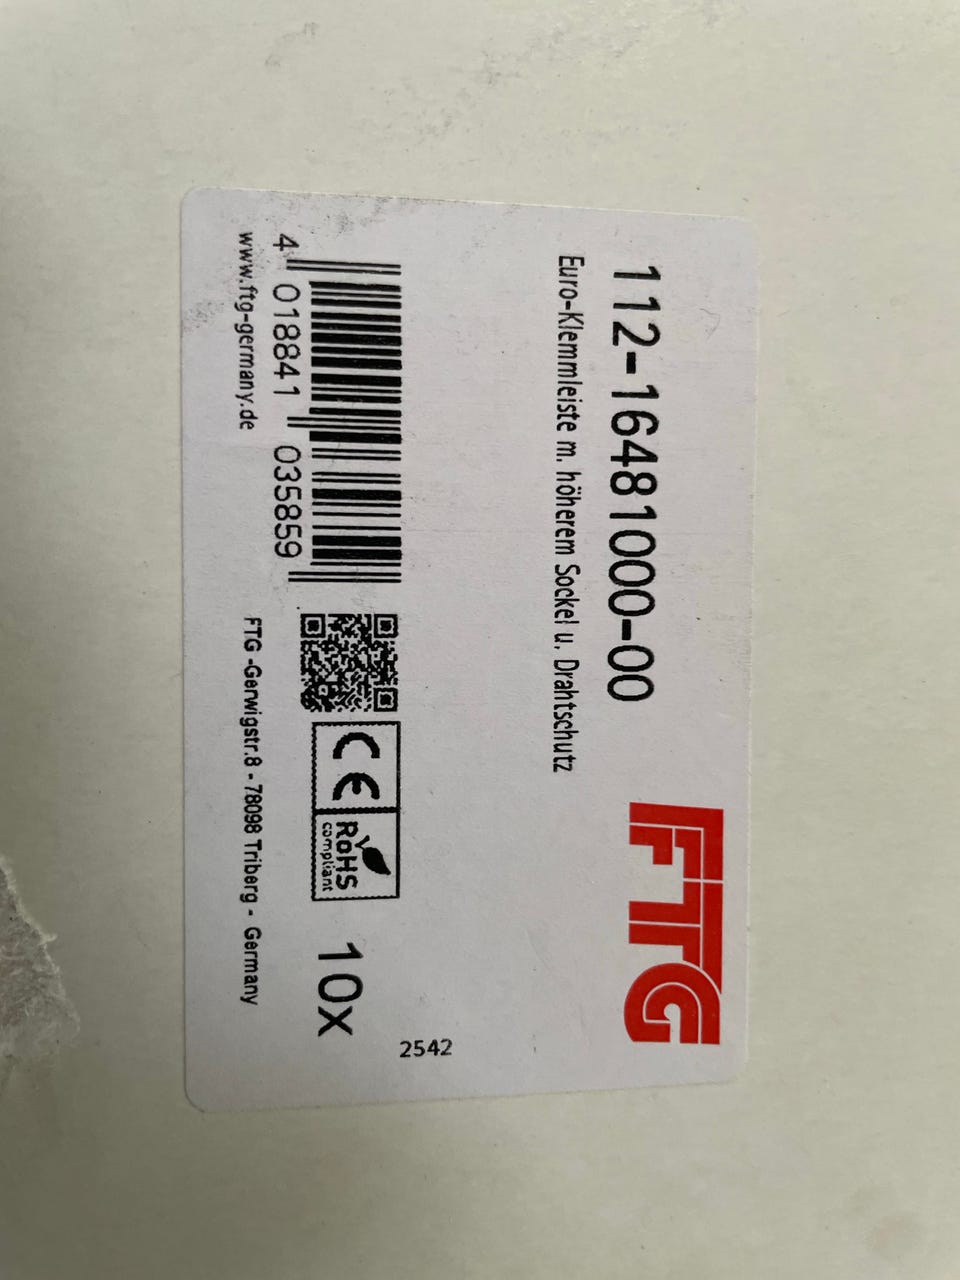 112-16481000-00
FTG
Euro-Klemmleiste m. höherem Sockel u. Drahtschutz
2542
CE
RoHS
compliant
10x
4 018841 035859
www.ftg-germany.de
FTG -Gerwigstr.8 - 78098 Triberg - Germany